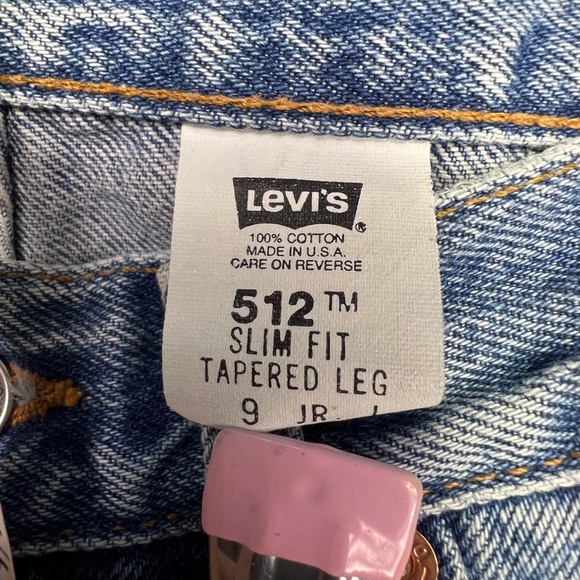 LEVI'S®
100% COTTON
MADE IN U.S.A.
CARE ON REVERSE
512™
SLIM FIT
TAPERED LEG
9 JR